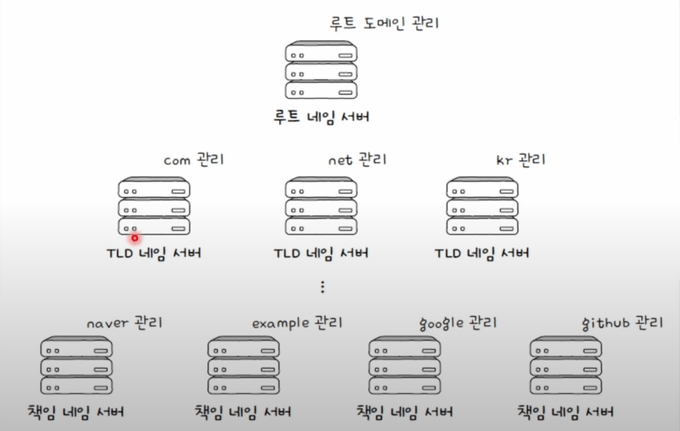 루트 도메인 관리
루트 네임 서버
com 관리 net 관리 kr 관리
TLD 네임 서버 TLD 네임 서버 TLD 네임 서버
⋮
naver 관리 example 관리 google 관리 github 관리
책임 네임 서버 책임 네임 서버 책임 네임 서버 책임 네임 서버